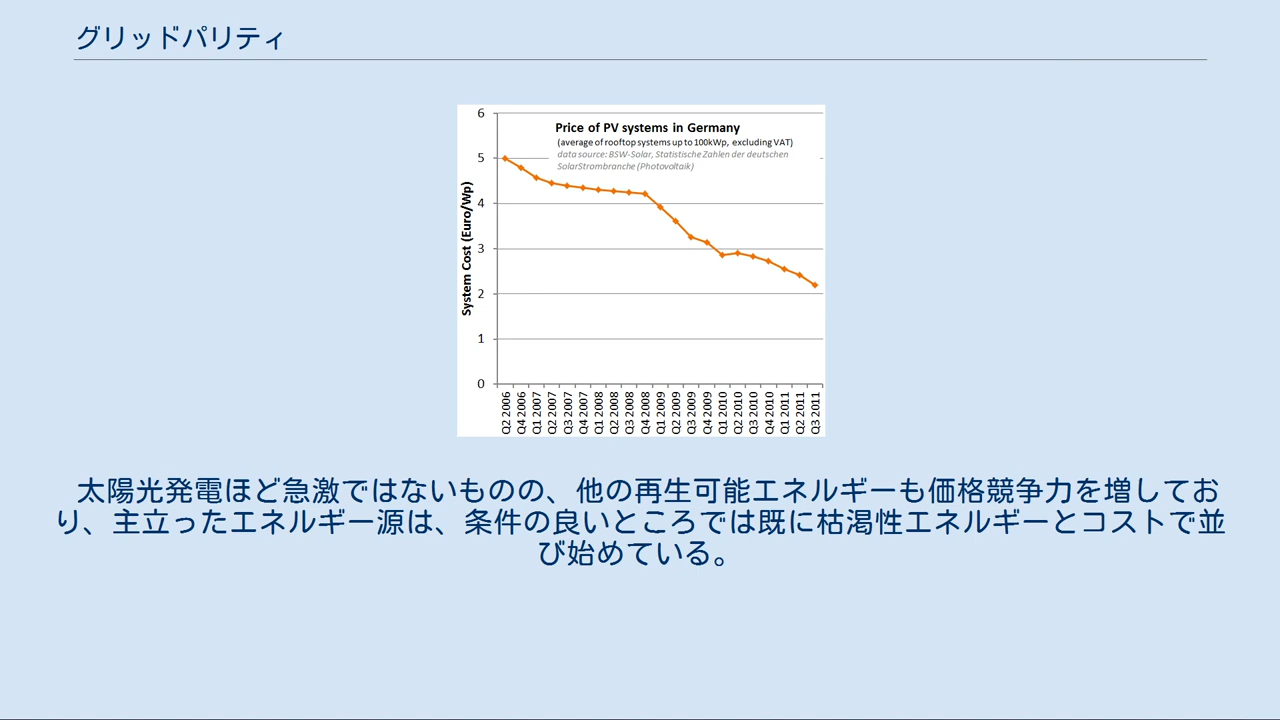 グリッドパリティ
6
Price of PV systems in Germany
(average of rooftop systems up to 100kWp, excluding VAT)
5
data source: BSW-Solar, Statistische Zahlen der deutschen
SolarStrombranche (Photovoltaik)
4
3
2
1
0
System Cost (Euro/Wp)
Q2 2006
Q4 2006
Q1 2007
Q2 2007
Q3 2007
Q4 2007
Q1 2008
Q2 2008
Q3 2008
Q4 2008
Q1 2009
Q2 2009
Q3 2009
Q4 2009
Q1 2010
Q2 2010
Q3 2010
Q4 2010
Q1 2011
Q2 2011
Q3 2011
太陽光発電ほど急激ではないものの、他の再生可能エネルギーも価格競争力を増してお
り、主立ったエネルギー源は、条件の良いところでは既に枯渇性エネルギーとコストで並
び始めている。